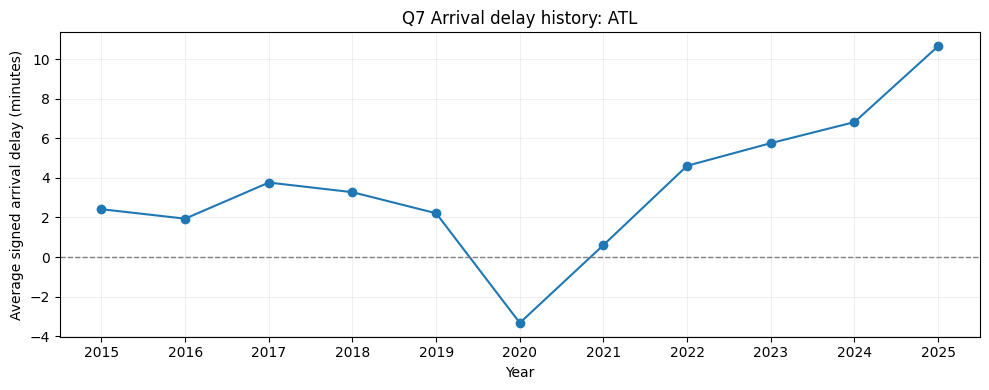 Q7 Arrival delay history: ATL
Average signed arrival delay (minutes)
10
8
6
4
2
0
−2
−4
2015 2016 2017 2018 2019 2020 2021 2022 2023 2024 2025
Year